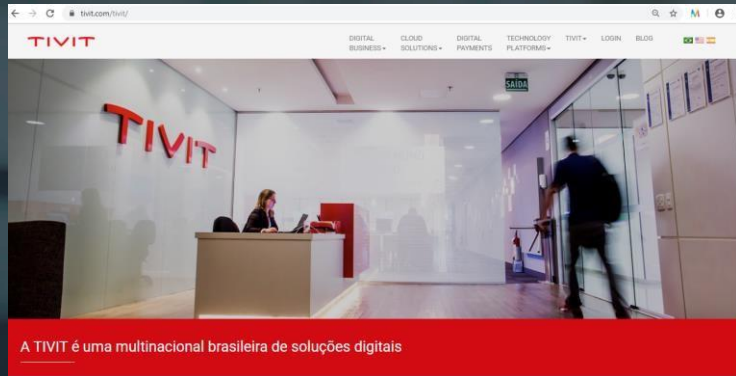 tivit.com/tivit/
TIVIT
DIGITAL BUSINESS
CLOUD SOLUTIONS
DIGITAL PAYMENTS
TECHNOLOGY PLATFORMS
TIVIT
LOGIN
BLOG
SAÍDA
TIVIT
A TIVIT é uma multinacional brasileira de soluções digitais